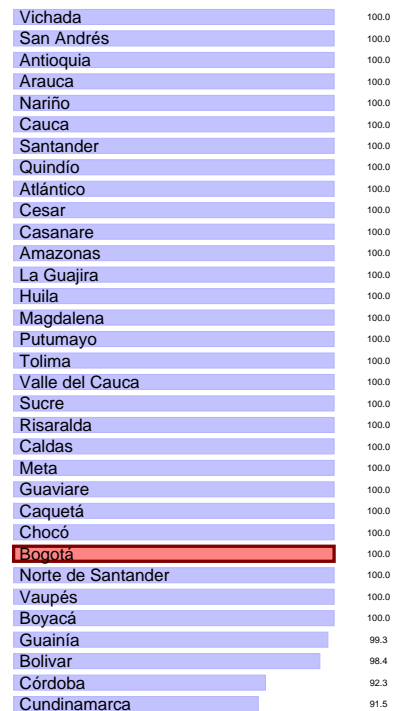 Vichada 100.0
San Andrés 100.0
Antioquia 100.0
Arauca 100.0
Nariño 100.0
Cauca 100.0
Santander 100.0
Quindío 100.0
Atlántico 100.0
Cesar 100.0
Casanare 100.0
Amazonas 100.0
La Guajira 100.0
Huila 100.0
Magdalena 100.0
Putumayo 100.0
Tolima 100.0
Valle del Cauca 100.0
Sucre 100.0
Risaralda 100.0
Caldas 100.0
Meta 100.0
Guaviare 100.0
Caquetá 100.0
Chocó 100.0
Bogotá 100.0
Norte de Santander 100.0
Vaupés 100.0
Boyacá 100.0
Guainía 99.3
Bolivar 98.4
Córdoba 92.3
Cundinamarca 91.5